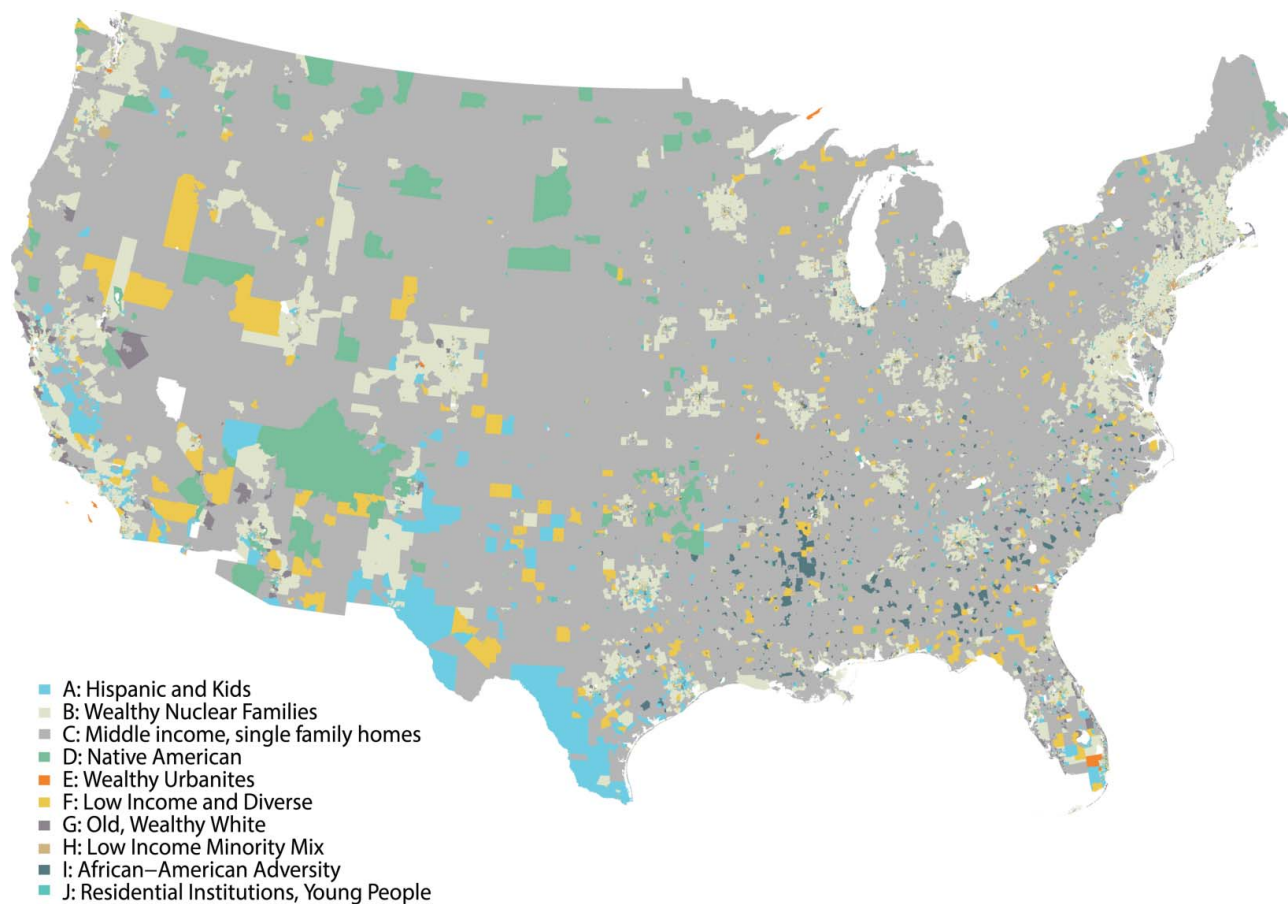 A: Hispanic and Kids
B: Wealthy Nuclear Families
C: Middle income, single family homes
D: Native American
E: Wealthy Urbanites
F: Low Income and Diverse
G: Old, Wealthy White
H: Low Income Minority Mix
I: African−American Adversity
J: Residential Institutions, Young People